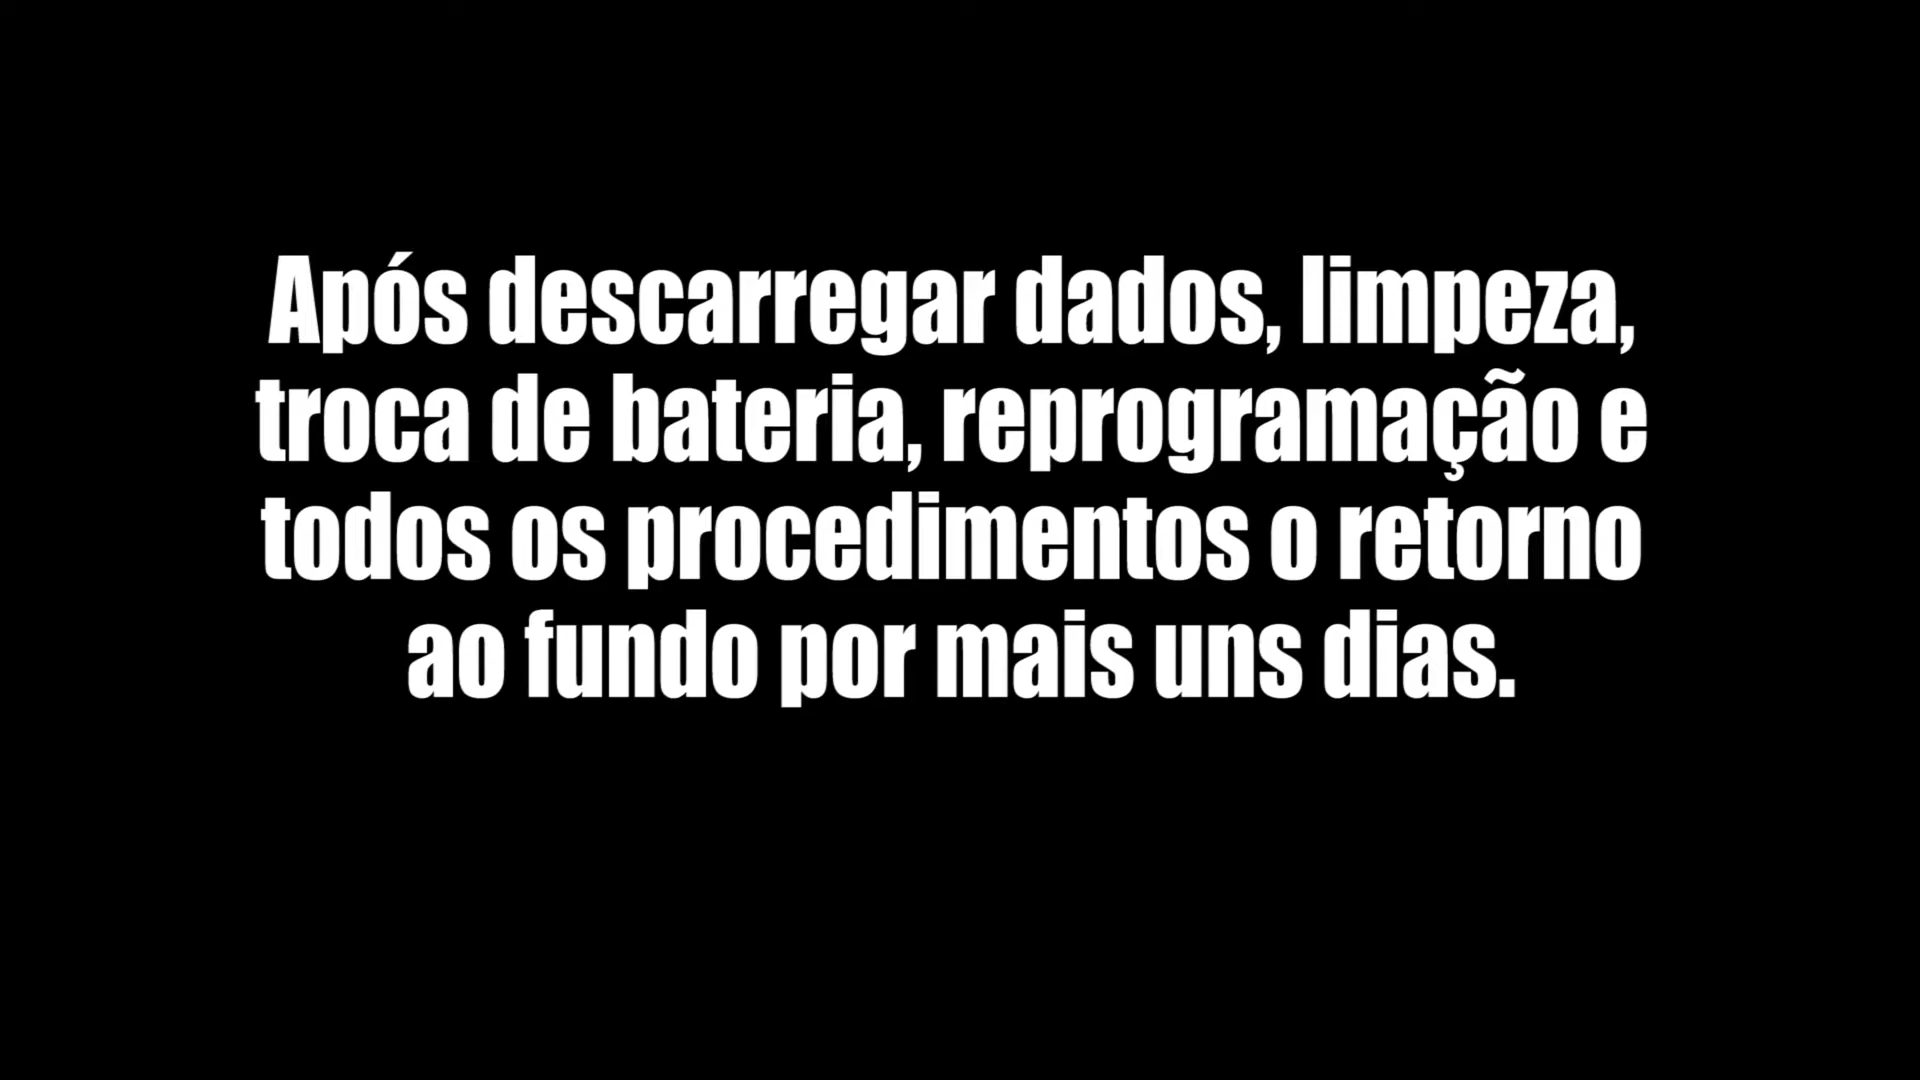 Após descarregar dados, limpeza,
troca de bateria, reprogramação e
todos os procedimentos o retorno
ao fundo por mais uns dias.